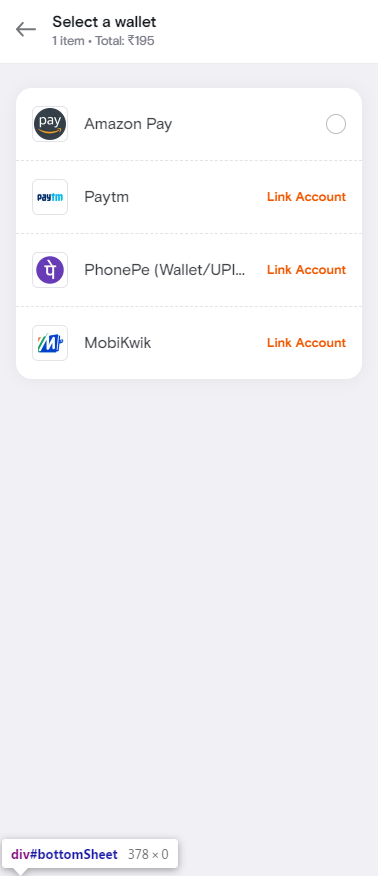 Select a wallet
1 item • Total: ₹195
pay
Amazon Pay
paytm
Paytm
Link Account
पे
PhonePe (Wallet/UPI...
Link Account
MobiKwik
Link Account
div#bottomSheet 378 × 0